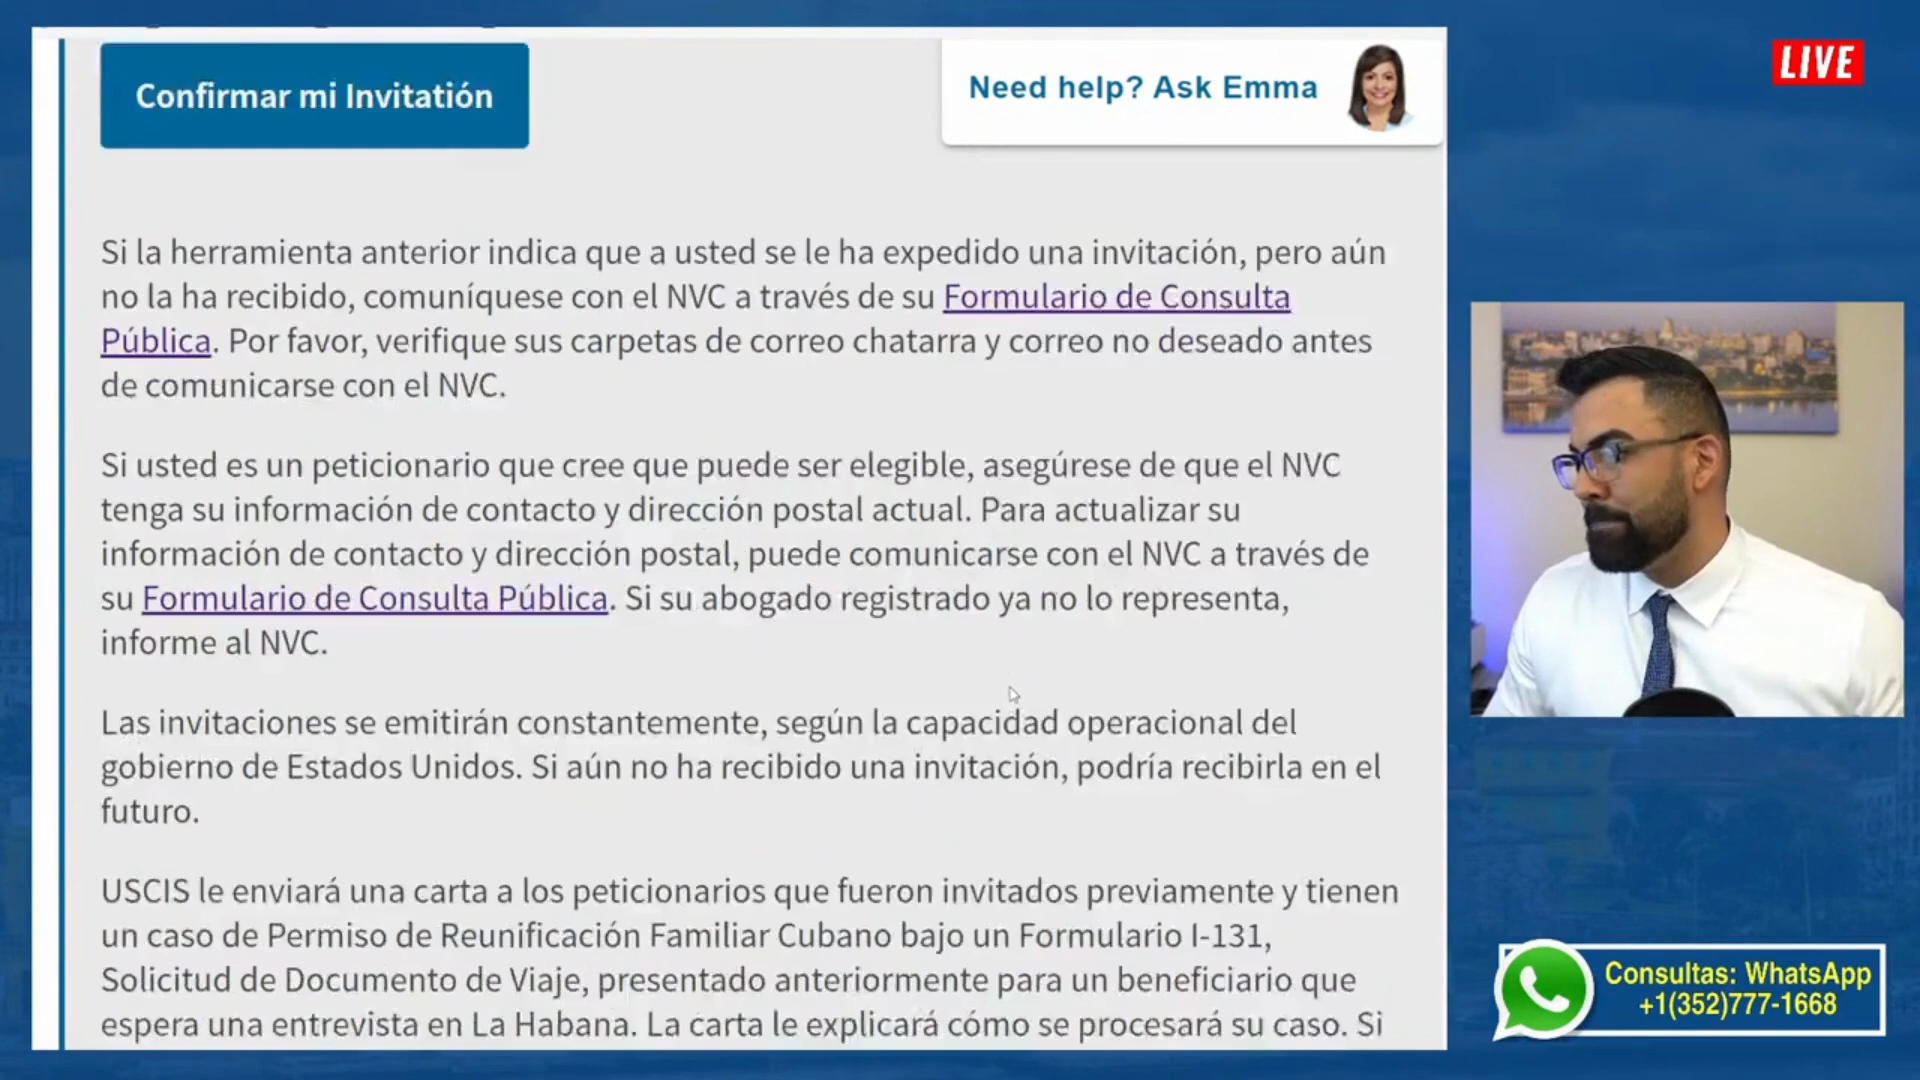 Confirmar mi Invitatión
Need help? Ask Emma
LIVE
Si la herramienta anterior indica que a usted se le ha expedido una invitación, pero aún
no la ha recibido, comuníquese con el NVC a través de su Formulario de Consulta
Pública. Por favor, verifique sus carpetas de correo chatarra y correo no deseado antes
de comunicarse con el NVC.
Si usted es un peticionario que cree que puede ser elegible, asegúrese de que el NVC
tenga su información de contacto y dirección postal actual. Para actualizar su
información de contacto y dirección postal, puede comunicarse con el NVC a través de
su Formulario de Consulta Pública. Si su abogado registrado ya no lo representa,
informe al NVC.
Las invitaciones se emitirán constantemente, según la capacidad operacional del
gobierno de Estados Unidos. Si aún no ha recibido una invitación, podría recibirla en el
futuro.
USCIS le enviará una carta a los peticionarios que fueron invitados previamente y tienen
un caso de Permiso de Reunificación Familiar Cubano bajo un Formulario I-131,
Solicitud de Documento de Viaje, presentado anteriormente para un beneficiario que
espera una entrevista en La Habana. La carta le explicará cómo se procesará su caso. Si
Consultas: WhatsApp
+1(352)777-1668